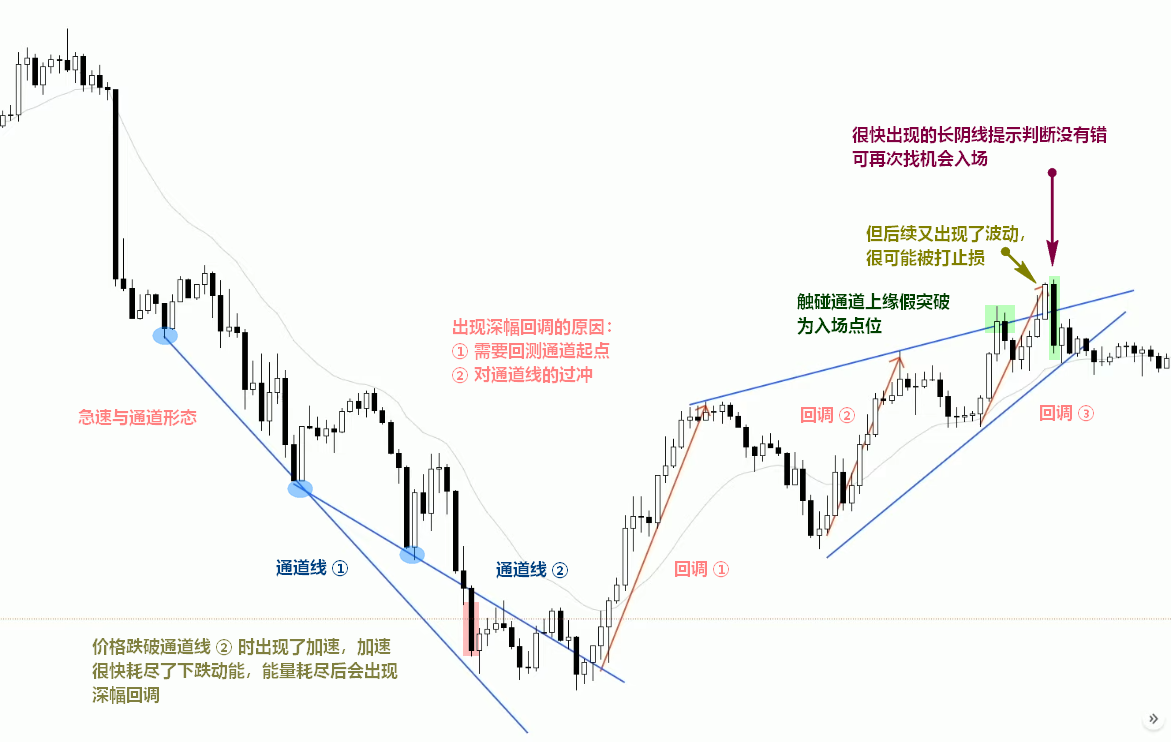 很快出现的长阴线提示判断没有错
可再次找机会入场
但后续又出现了波动,
很可能被打止损
触碰通道上缘假突破
为入场点位
出现深幅回调的原因:
① 需要回测通道起点
② 对通道线的过冲
急速与通道形态
回调 ②
回调 ③
通道线 ①
通道线 ②
回调 ①
价格跌破通道线 ② 时出现了加速，加速
很快耗尽了下跌动能，能量耗尽后会出现
深幅回调